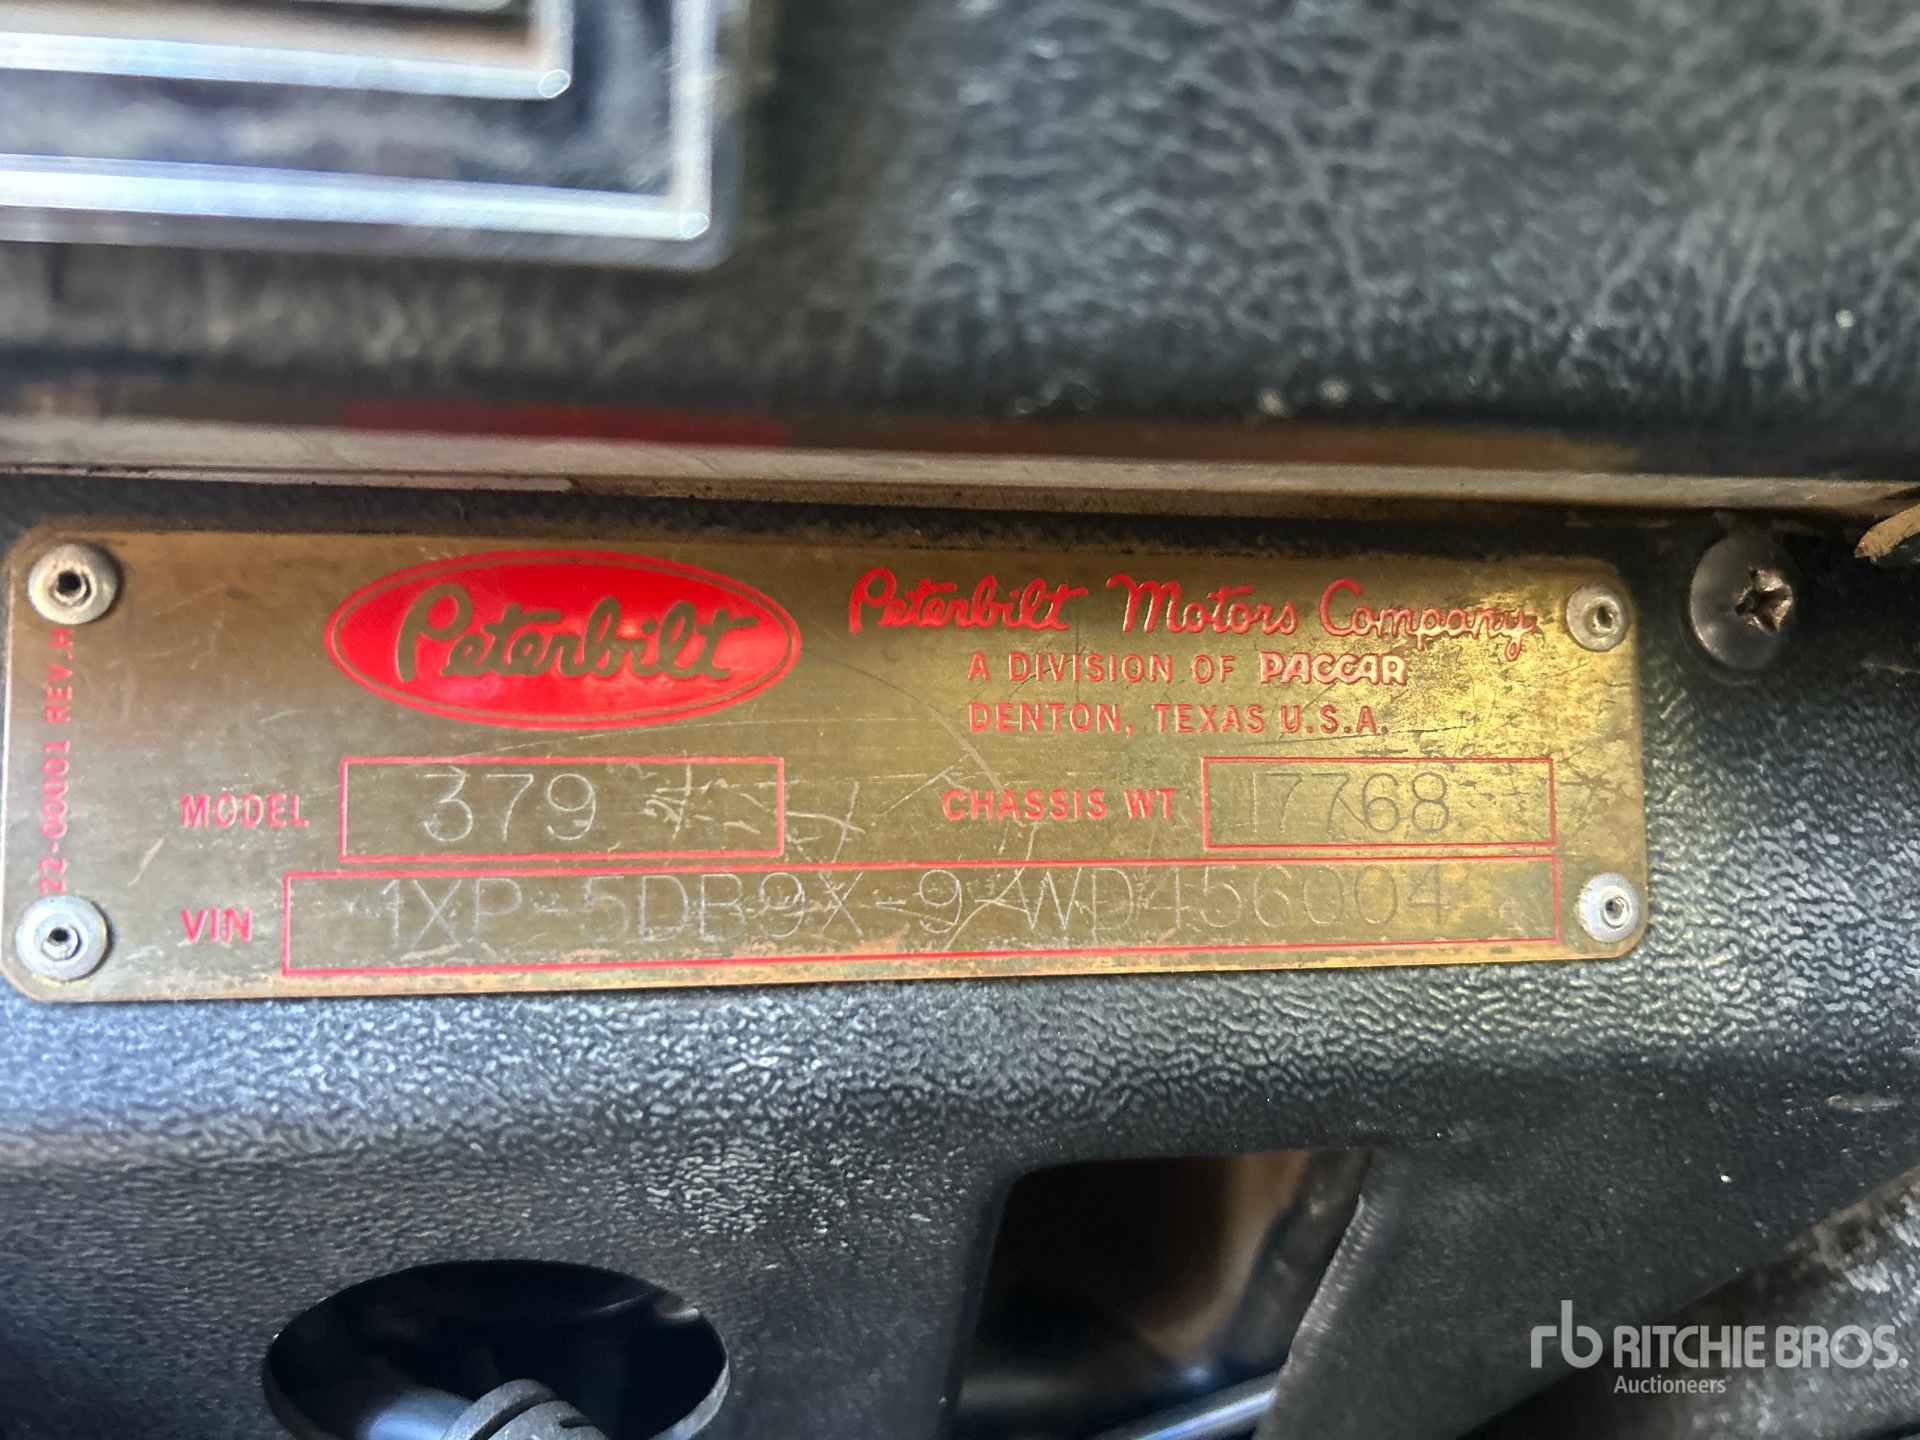 Peterbilt
Peterbilt Motors Company
A DIVISION OF PACCAR
DENTON, TEXAS U.S.A.
22-00001 REV.H
MODEL 379
CHASSIS WT 17768
VIN 1XP-5DB9X-9-WD456004
rb RITCHIE BROS.
Auctioneers